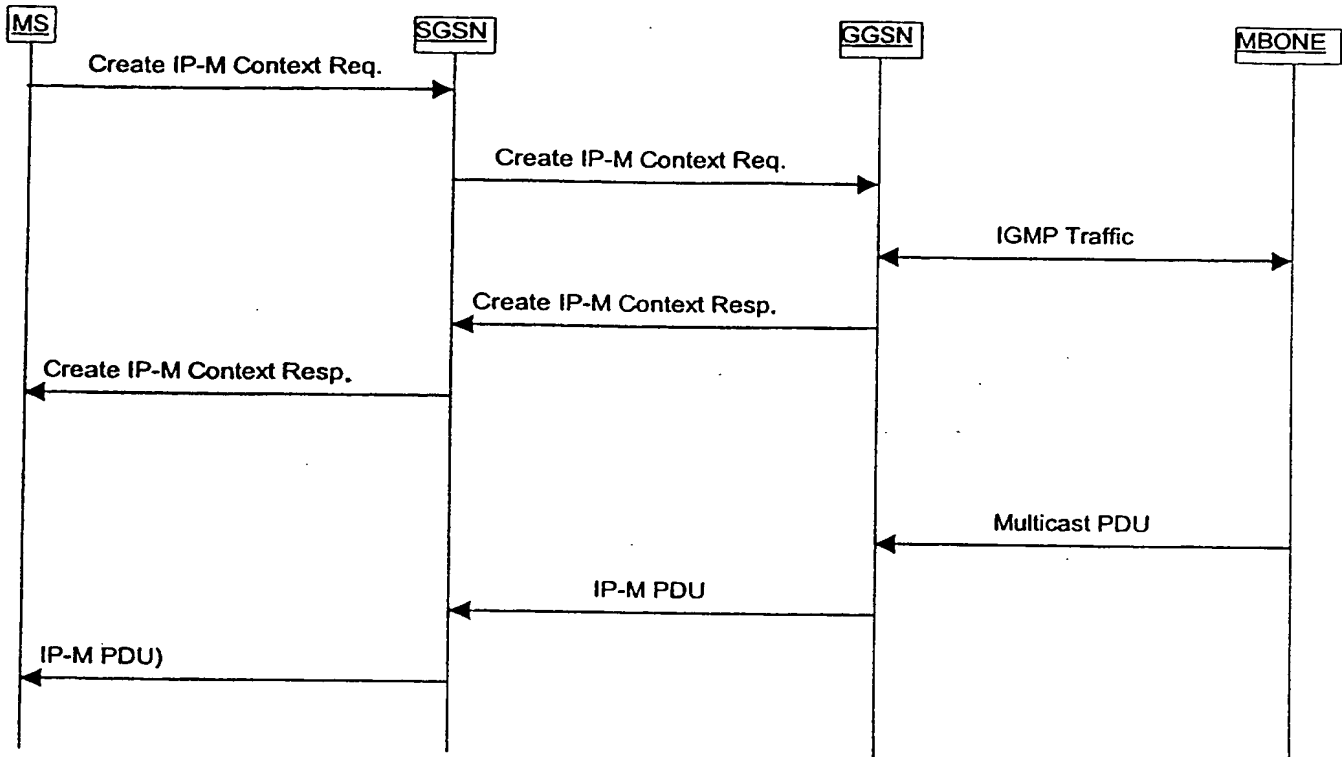 MS
SGSN
GGSN
MBONE
Create IP-M Context Req.
Create IP-M Context Req.
IGMP Traffic
Create IP-M Context Resp.
Create IP-M Context Resp.
Multicast PDU
IP-M PDU
IP-M PDU)